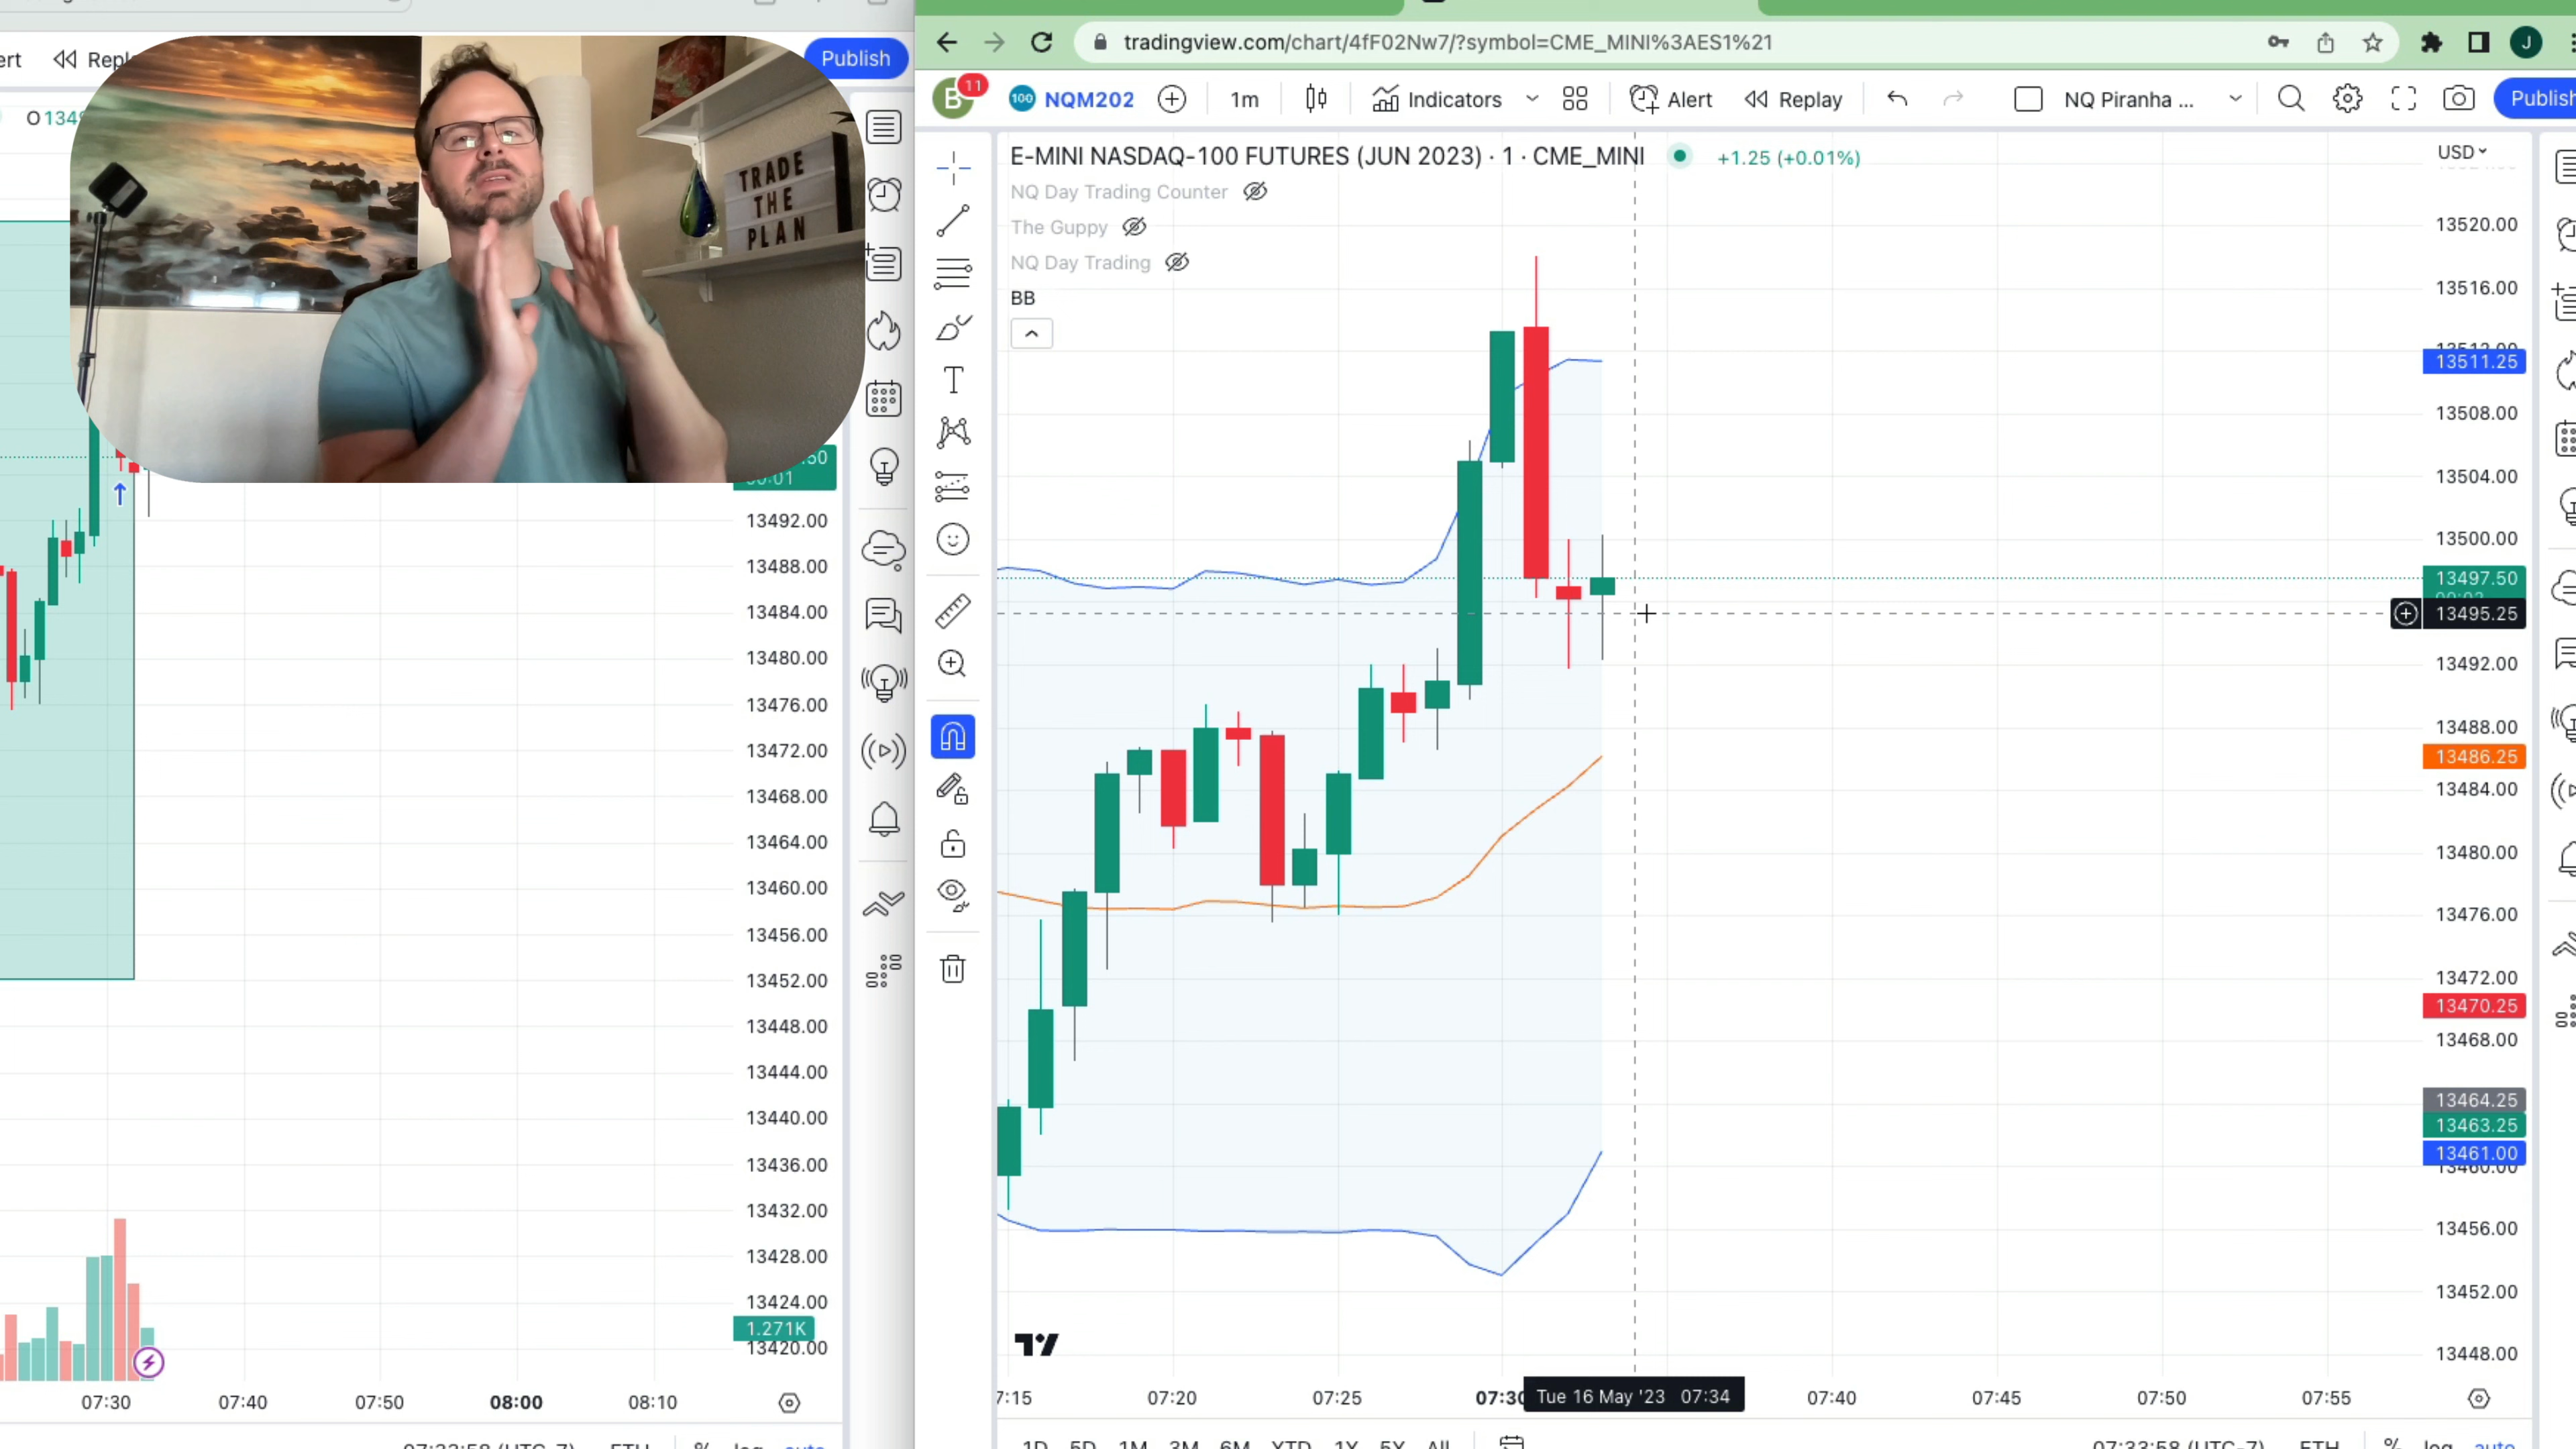 Publish
TRADE
THE
PLAN
13492.00
13488.00
13484.00
13480.00
13476.00
13472.00
13468.00
13464.00
13460.00
13456.00
13452.00
13448.00
13444.00
13440.00
13436.00
13432.00
13428.00
13424.00
1.271K
13420.00
07:30 07:40 07:50 08:00 08:10
tradingview.com/chart/4fF02Nw7/?symbol=CME_MINI%3AES1%21
J
B 11 100 NQM202 1m Indicators Alert Replay NQ Piranha ... Publish
E-MINI NASDAQ-100 FUTURES (JUN 2023) · 1 · CME_MINI +1.25 (+0.01%)
USD
NQ Day Trading Counter
The Guppy
NQ Day Trading
BB
13520.00
13516.00
13511.25
13508.00
13504.00
13500.00
13497.50
13495.25
13492.00
13488.00
13486.25
13484.00
13480.00
13476.00
13472.00
13470.25
13468.00
13464.25
13463.25
13461.00
13456.00
13452.00
13448.00
07:20 07:25 07:30 Tue 16 May '23 07:34 07:40 07:45 07:50 07:55